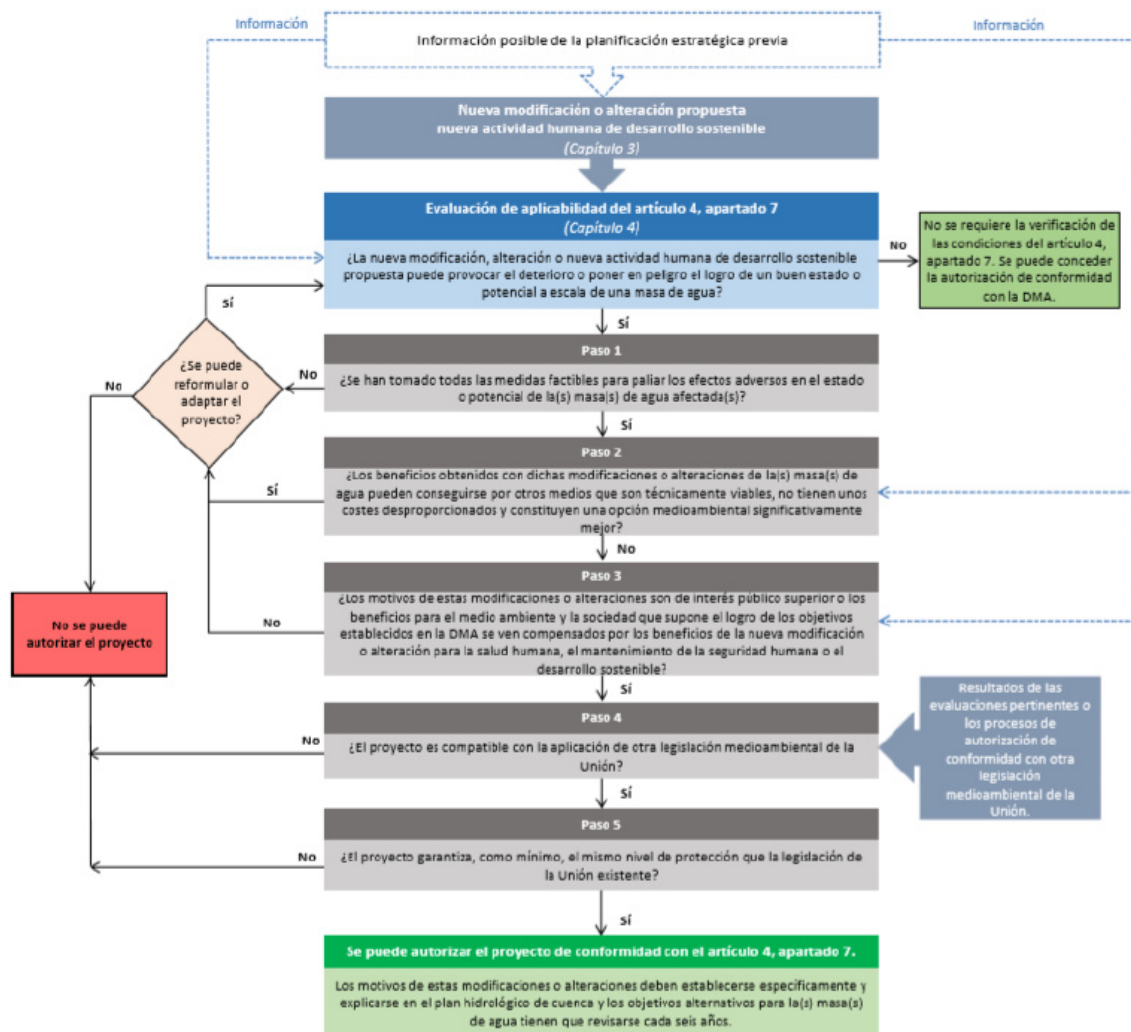 Información
Información
Información posible de la planificación estratégica previa
Nueva modificación o alteración propuesta
nueva actividad humana de desarrollo sostenible
(Capítulo 3)
Evaluación de aplicabilidad del artículo 4, apartado 7
(Capítulo 4)
¿La nueva modificación, alteración o nueva actividad humana de desarrollo sostenible
propuesta puede provocar el deterioro o poner en peligro el logro de un buen estado o
potencial a escala de una masa de agua?
No
No se requiere la verificación de
las condiciones del artículo 4,
apartado 7. Se puede conceder
la autorización de conformidad
con la DMA.
Sí
Sí
¿Se puede
reformular o
adaptar el
proyecto?
No
No
Paso 1
¿Se han tomado todas las medidas factibles para paliar los efectos adversos en el estado
o potencial de la(s) masa(s) de agua afectada(s)?
Sí
Paso 2
¿Los beneficios obtenidos con dichas modificaciones o alteraciones de la(s) masa(s) de
agua pueden conseguirse por otros medios que son técnicamente viables, no tienen unos
costes desproporcionados y constituyen una opción medioambiental significativamente
mejor?
Sí
No
Paso 3
¿Los motivos de estas modificaciones o alteraciones son de interés público superior o los
beneficios para el medio ambiente y la sociedad que supone el logro de los objetivos
establecidos en la DMA se ven compensados por los beneficios de la nueva modificación
o alteración para la salud humana, el mantenimiento de la seguridad humana o el
desarrollo sostenible?
No
No se puede
autorizar el proyecto
Sí
Paso 4
¿El proyecto es compatible con la aplicación de otra legislación medioambiental de la
Unión?
No
Resultados de las
evaluaciones pertinentes o
los procesos de
autorización de
conformidad con otra
legislación
medioambiental de la
Unión.
Sí
Paso 5
¿El proyecto garantiza, como mínimo, el mismo nivel de protección que la legislación de
la Unión existente?
No
Sí
Se puede autorizar el proyecto de conformidad con el artículo 4, apartado 7.
Los motivos de estas modificaciones o alteraciones deben establecerse específicamente y
explicarse en el plan hidrológico de cuenca y los objetivos alternativos para la(s) masa(s)
de agua tienen que revisarse cada seis años.